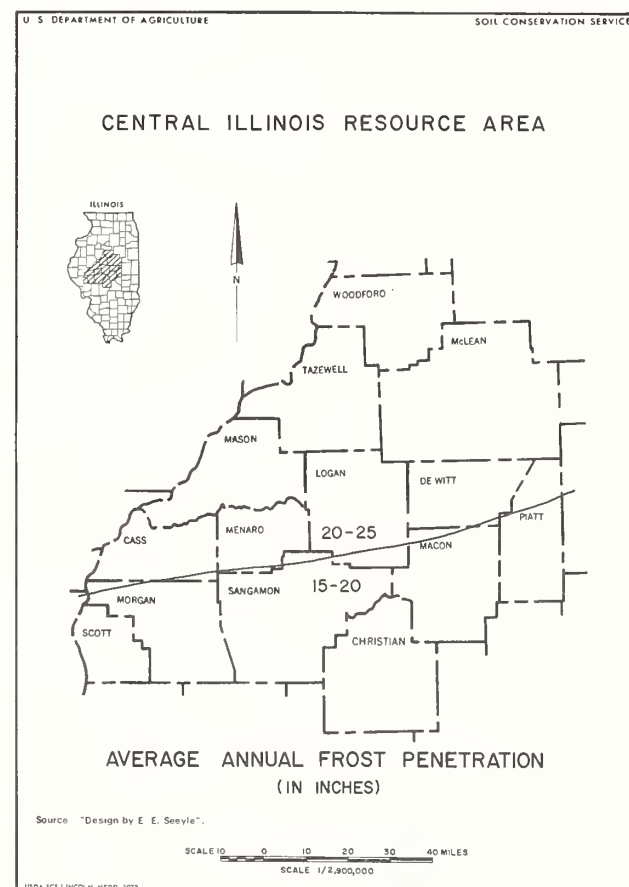 U S DEPARTMENT OF AGRICULTURE SOIL CONSERVATION SERVICE
CENTRAL ILLINOIS RESOURCE AREA
ILLINOIS
N
WOODFORD
McLEAN
TAZEWELL
MASON
LOGAN
DE WITT
PIATT
CASS
MENARO
20-25
MACON
MORGAN
SANGAMON
15-20
SCOTT
CHRISTIAN
AVERAGE ANNUAL FROST PENETRATION
(IN INCHES)
Source "Design by E. E. Seeyle".
SCALE 10 0 10 20 30 40 MILES
SCALE 1/2,900,000